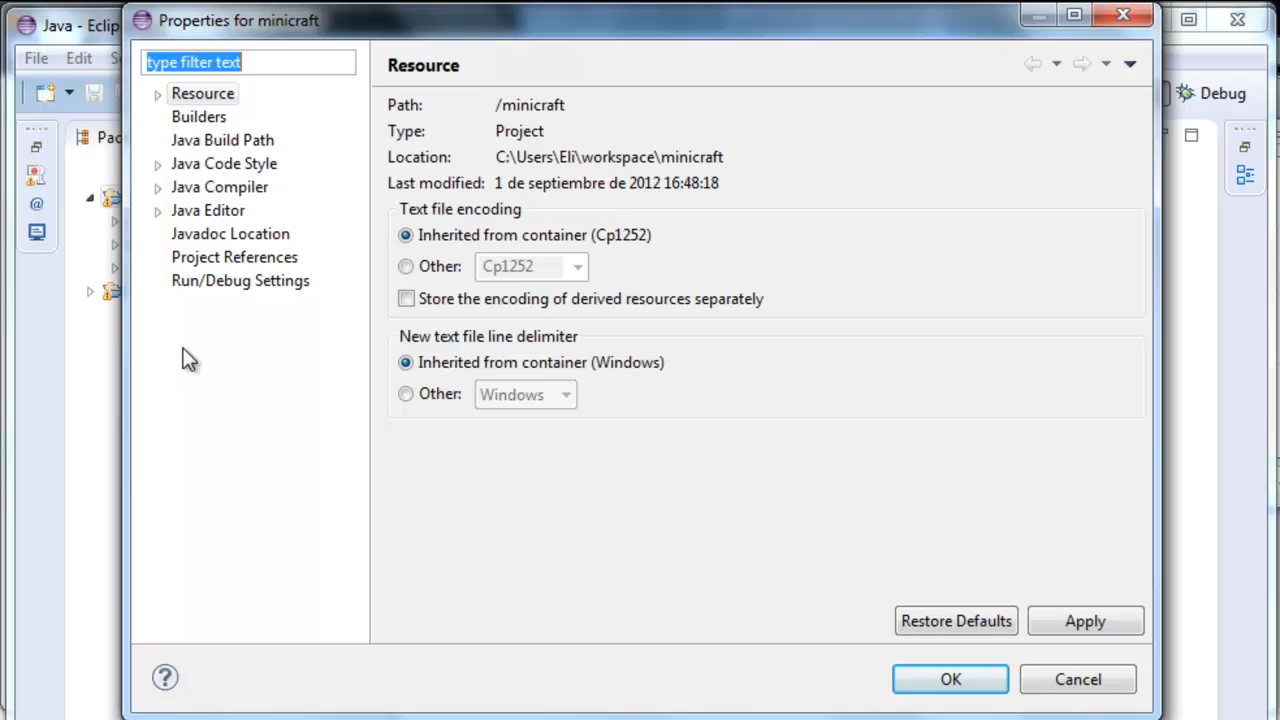 Java - Eclip
Properties for minicraft
File Edit S
type filter text
Resource
Builders
Java Build Path
Java Code Style
Java Compiler
Java Editor
Javadoc Location
Project References
Run/Debug Settings
Pac
Resource
Path: /minicraft
Type: Project
Location: C:\Users\Eli\workspace\minicraft
Last modified: 1 de septiembre de 2012 16:48:18
Text file encoding
Inherited from container (Cp1252)
Other: Cp1252
Store the encoding of derived resources separately
New text file line delimiter
Inherited from container (Windows)
Other: Windows
Restore Defaults Apply
OK Cancel
Debug